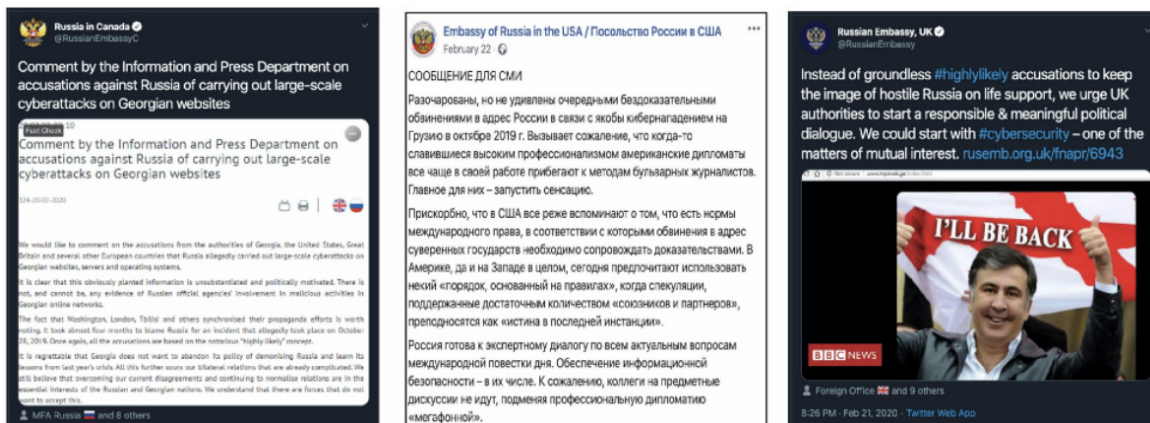 Russia in Canada
@RussianEmbassyC
Comment by the Information and Press Department on
accusations against Russia of carrying out large-scale
cyberattacks on Georgian websites
Fact Check
Comment by the Information and Press Department on
accusations against Russia of carrying out large-scale
cyberattacks on Georgian websites
324-20-02-2020
We would like to comment on the accusations from the authorities of Georgia, the United States, Great
Britain and several other European countries that Russia allegedly carried out large-scale cyberattacks on
Georgian websites, servers and operating systems.
It is clear that this obviously planted information is unsubstantiated and politically motivated. There is
not, and cannot be, any evidence of Russian official agencies' involvement in malicious activities in
Georgian online networks.
The fact that Washington, London, Tbilisi and others synchronised their propaganda efforts is worth
noting. It took almost four months to blame Russia for an incident that allegedly took place on October
28, 2019. Once again, all the accusations are based on the notorious "highly likely" concept.
It is regrettable that Georgia does not want to abandon its policy of demonising Russia and learn its
lessons from last year's crisis. All this further sours our bilateral relations that are already complicated. We
still believe that overcoming our current disagreements and continuing to normalise relations are in the
essential interests of the Russian and Georgian nations. We understand that there are forces that do not
want to accept this.
MFA Russia and 8 others
Embassy of Russia in the USA / Посольство России в США
February 22
СООБЩЕНИЕ ДЛЯ СМИ
Разочарованы, но не удивлены очередными бездоказательными
обвинениями в адрес России в связи с якобы кибернападением на
Грузию в октябре 2019 г. Вызывает сожаление, что когда-то
славившиеся высоким профессионализмом американские дипломаты
все чаще в своей работе прибегают к методам бульварных журналистов.
Главное для них – запустить сенсацию.
Прискорбно, что в США все реже вспоминают о том, что есть нормы
международного права, в соответствии с которыми обвинения в адрес
суверенных государств необходимо сопровождать доказательствами. В
Америке, да и на Западе в целом, сегодня предпочитают использовать
некий «порядок, основанный на правилах», когда спекуляции,
поддержанные достаточным количеством «союзников и партнеров»,
преподносятся как «истина в последней инстанции».
Россия готова к экспертному диалогу по всем актуальным вопросам
международной повестки дня. Обеспечение информационной
безопасности – в их числе. К сожалению, коллеги на предметные
дискуссии не идут, подменяя профессиональную дипломатию
«мегафонной».
Russian Embassy, UK
@RussianEmbassy
Instead of groundless #highlylikely accusations to keep
the image of hostile Russia on life support, we urge UK
authorities to start a responsible & meaningful political
dialogue. We could start with #cybersecurity – one of the
matters of mutual interest. rusemb.org.uk/fnapr/6943
Not secure
I'LL BE BACK
BBC NEWS
Foreign Office and 9 others
8:26 PM · Feb 21, 2020 · Twitter Web App